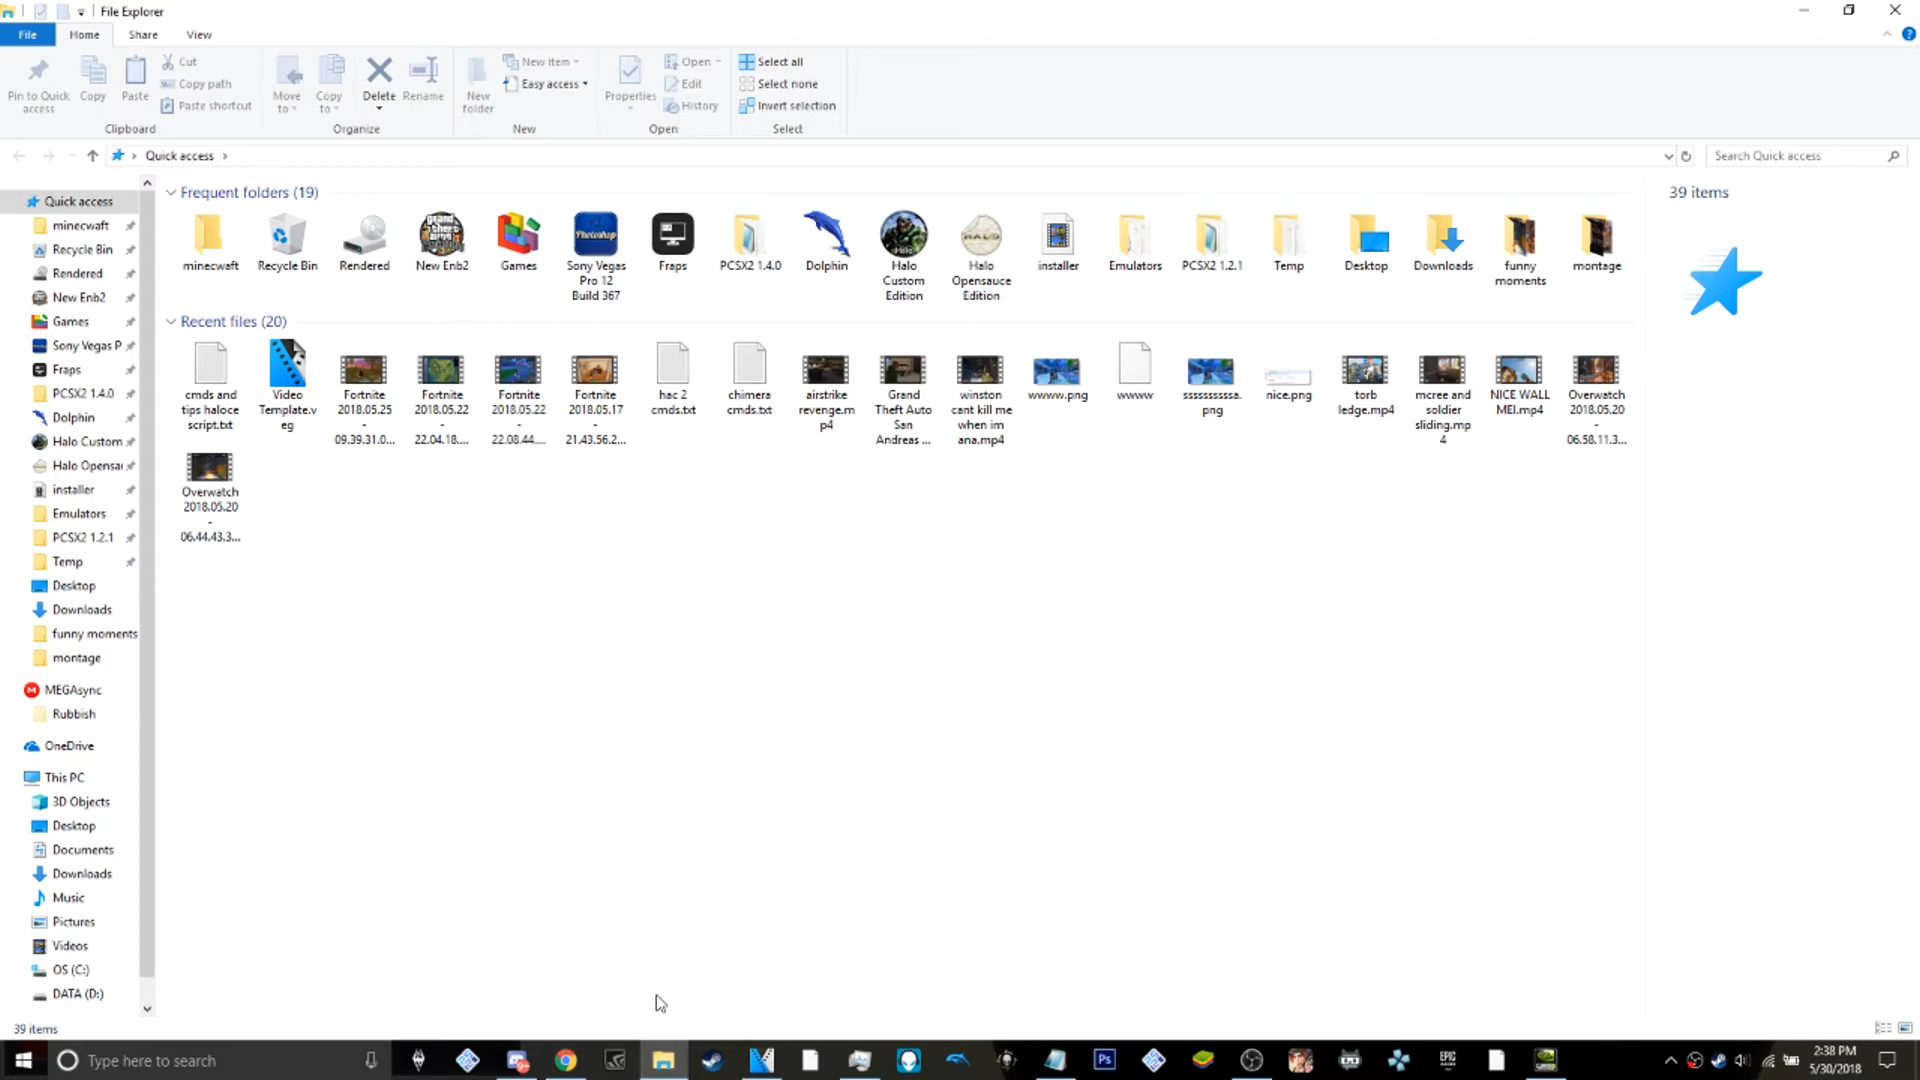 File Explorer
File
Home
Share
View
Pin to Quick
access
Copy
Paste
Cut
Copy path
Paste shortcut
Clipboard
Move
to
Copy
to
Delete
Rename
Organize
New
folder
New item
Easy access
New
Properties
Open
Edit
History
Open
Select all
Select none
Invert selection
Select
Quick access
Search Quick access
Quick access
minecwaft
Recycle Bin
Rendered
New Enb2
Games
Sony Vegas P
Fraps
PCSX2 1.4.0
Dolphin
Halo Custom
Halo Opensau
installer
Emulators
PCSX2 1.2.1
Temp
Desktop
Downloads
funny moments
montage
MEGAsync
Rubbish
OneDrive
This PC
3D Objects
Desktop
Documents
Downloads
Music
Pictures
Videos
OS (C:)
DATA (D:)
Frequent folders (19)
minecwaft
Recycle Bin
Rendered
New Enb2
Games
Photoshop
Sony Vegas
Pro 12
Build 367
Fraps
PCSX2 1.4.0
Dolphin
Halo
Custom
Edition
Halo
Opensauce
Edition
installer
Emulators
PCSX2 1.2.1
Temp
Desktop
Downloads
funny
moments
montage
Recent files (20)
cmds and
tips haloce
script.txt
Video
Template.v
eg
Fortnite
2018.05.25
-
09.39.31.0...
Fortnite
2018.05.22
-
22.04.18....
Fortnite
2018.05.22
-
22.08.44....
Fortnite
2018.05.17
-
21.43.56.2...
hac 2
cmds.txt
chimera
cmds.txt
airstrike
revenge.m
p4
Grand
Theft Auto
San
Andreas ...
winston
cant kill me
when im
ana.mp4
wwww.png
wwww
png
nice.png
torb
ledge.mp4
mcree and
soldier
sliding.mp
4
NICE WALL
MEI.mp4
Overwatch
2018.05.20
-
06.58.11.3...
Overwatch
2018.05.20
-
06.44.43.3...
39 items
39 items
Type here to search
Ps
EPIC
2:38 PM
5/30/2018